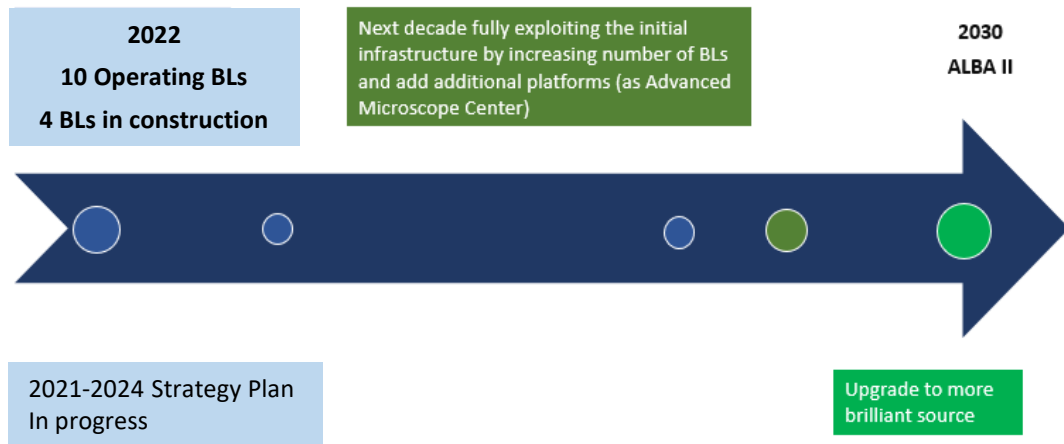 2022
10 Operating BLs
4 BLs in construction
Next decade fully exploiting the initial
infrastructure by increasing number of BLs
and add additional platforms (as Advanced
Microscope Center)
2030
ALBA II
2021-2024 Strategy Plan
In progress
Upgrade to more
brilliant source